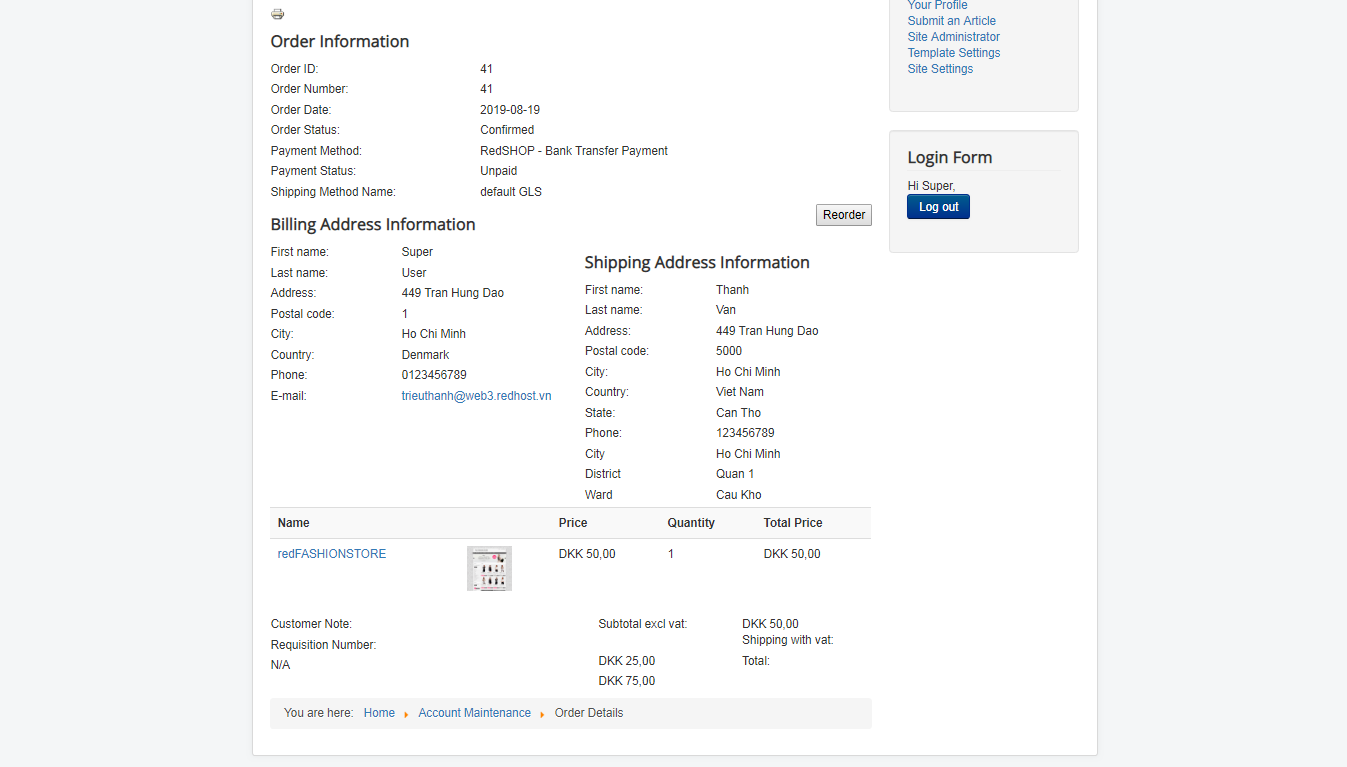 Order Information
Order ID: 41
Order Number: 41
Order Date: 2019-08-19
Order Status: Confirmed
Payment Method: RedSHOP - Bank Transfer Payment
Payment Status: Unpaid
Shipping Method Name: default GLS
Reorder
Billing Address Information
First name: Super
Last name: User
Address: 449 Tran Hung Dao
Postal code: 1
City: Ho Chi Minh
Country: Denmark
Phone: 0123456789
E-mail: trieuthanh@web3.redhost.vn
Shipping Address Information
First name: Thanh
Last name: Van
Address: 449 Tran Hung Dao
Postal code: 5000
City: Ho Chi Minh
Country: Viet Nam
State: Can Tho
Phone: 123456789
City Ho Chi Minh
District Quan 1
Ward Cau Kho
Name Price Quantity Total Price
redFASHIONSTORE DKK 50,00 1 DKK 50,00
Customer Note:
Requisition Number:
N/A
Subtotal excl vat: DKK 50,00
Shipping with vat:
DKK 25,00 Total:
DKK 75,00
You are here: Home Account Maintenance Order Details
Your Profile
Submit an Article
Site Administrator
Template Settings
Site Settings
Login Form
Hi Super,
Log out